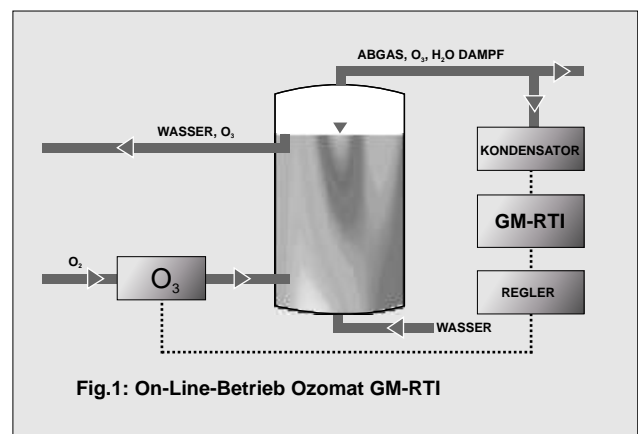 ABGAS, O₃, H₂O DAMPF
WASSER, O₃
KONDENSATOR
GM-RTI
O₂
O₃
REGLER
WASSER
Fig.1: On-Line-Betrieb Ozomat GM-RTI